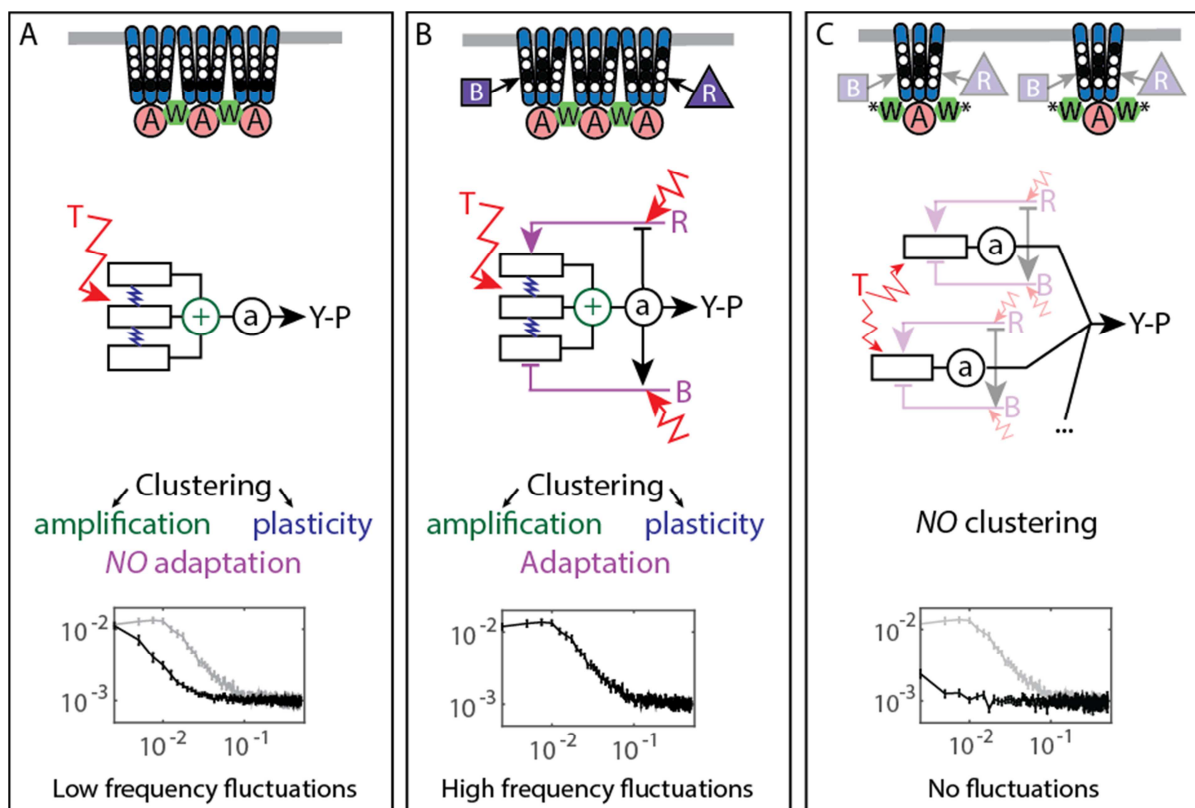 A
W W
A A A
T
+ a Y-P
Clustering
amplification plasticity
NO adaptation
10-2
10-3
10-2 10-1
Low frequency fluctuations
B
B R
W W
A A A
T
R
+ a Y-P
B
Clustering
amplification plasticity
Adaptation
10-2
10-3
10-2 10-1
High frequency fluctuations
C
B R B R
*W W* *W W*
A A
R
a
B
T
R
Y-P
a
B
...
NO clustering
10-2
10-3
10-2 10-1
No fluctuations